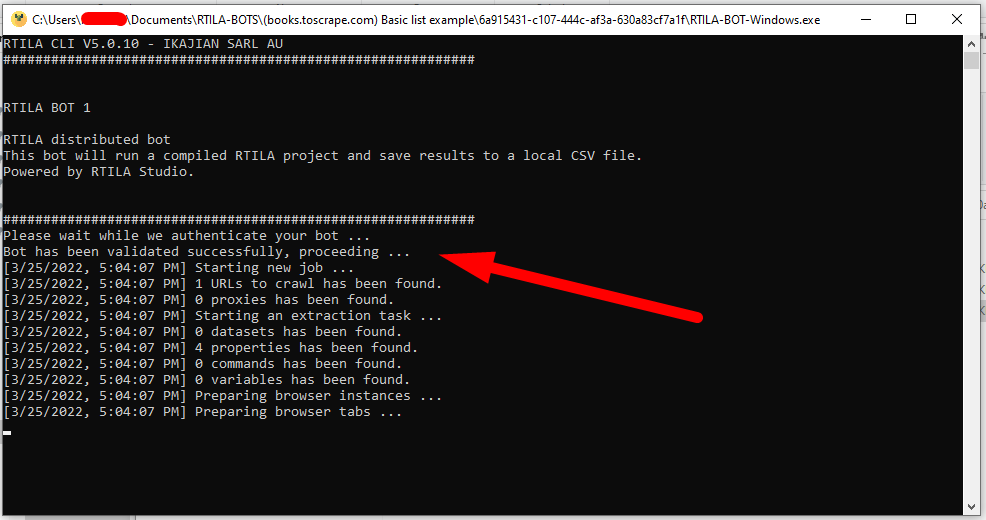 C:\Users\ \Documents\RTILA-BOTS\(books.toscrape.com) Basic list example\6a915431-c107-444c-af3a-630a83cf7a1f\RTILA-BOT-Windows.exe
RTILA CLI V5.0.10 - IKAJIAN SARL AU
###########################################################
RTILA BOT 1
RTILA distributed bot
This bot will run a compiled RTILA project and save results to a local CSV file.
Powered by RTILA Studio.
###########################################################
Please wait while we authenticate your bot ...
Bot has been validated successfully, proceeding ...
[3/25/2022, 5:04:07 PM] Starting new job ...
[3/25/2022, 5:04:07 PM] 1 URLs to crawl has been found.
[3/25/2022, 5:04:07 PM] 0 proxies has been found.
[3/25/2022, 5:04:07 PM] Starting an extraction task ...
[3/25/2022, 5:04:07 PM] 0 datasets has been found.
[3/25/2022, 5:04:07 PM] 4 properties has been found.
[3/25/2022, 5:04:07 PM] 0 commands has been found.
[3/25/2022, 5:04:07 PM] 0 variables has been found.
[3/25/2022, 5:04:07 PM] Preparing browser instances ...
[3/25/2022, 5:04:07 PM] Preparing browser tabs ...